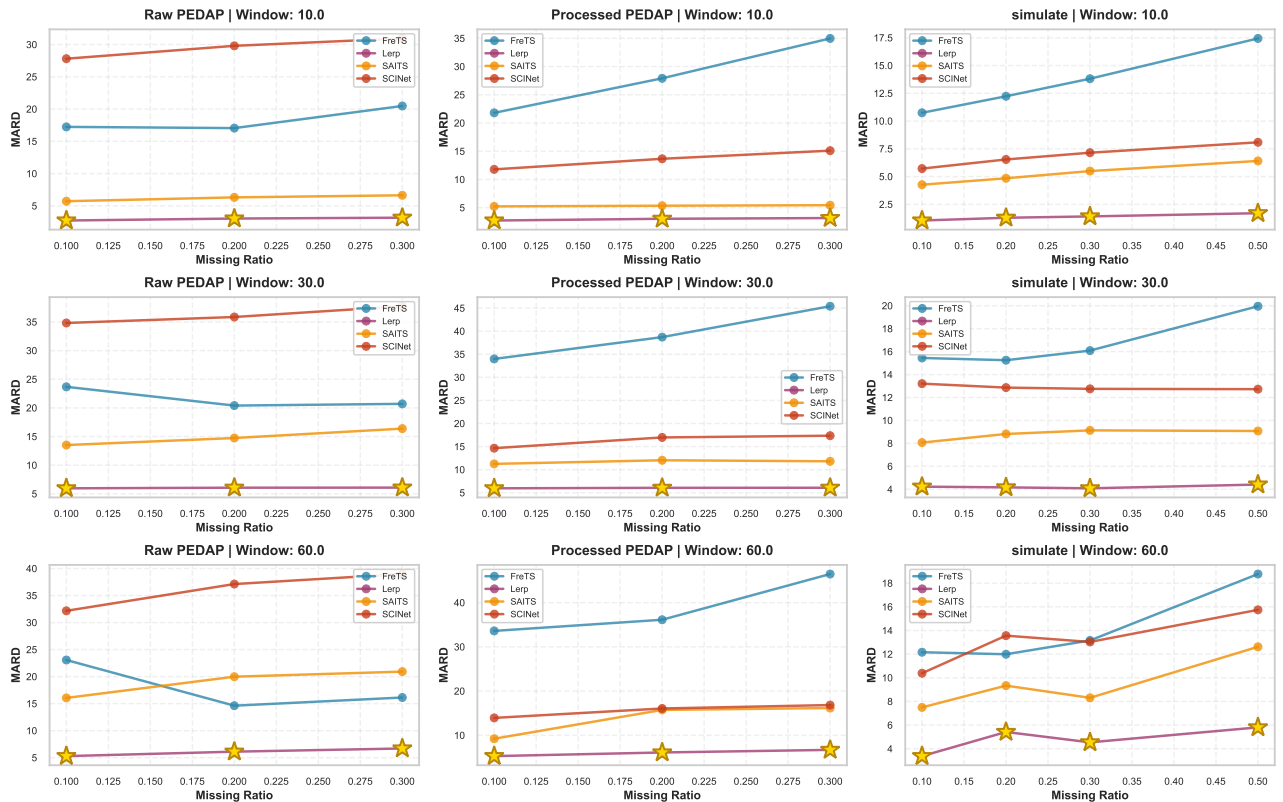 Raw PEDAP | Window: 10.0
MARD
30
25
20
15
10
5
FreTS
Lerp
SAITS
SCINet
0.100 0.125 0.150 0.175 0.200 0.225 0.250 0.275 0.300
Missing Ratio
Processed PEDAP | Window: 10.0
MARD
35
30
25
20
15
10
5
FreTS
Lerp
SAITS
SCINet
0.100 0.125 0.150 0.175 0.200 0.225 0.250 0.275 0.300
Missing Ratio
simulate | Window: 10.0
MARD
17.5
15.0
12.5
10.0
7.5
5.0
2.5
FreTS
Lerp
SAITS
SCINet
0.10 0.15 0.20 0.25 0.30 0.35 0.40 0.45 0.50
Missing Ratio
Raw PEDAP | Window: 30.0
MARD
35
30
25
20
15
10
5
FreTS
Lerp
SAITS
SCINet
0.100 0.125 0.150 0.175 0.200 0.225 0.250 0.275 0.300
Missing Ratio
Processed PEDAP | Window: 30.0
MARD
45
40
35
30
25
20
15
10
5
FreTS
Lerp
SAITS
SCINet
0.100 0.125 0.150 0.175 0.200 0.225 0.250 0.275 0.300
Missing Ratio
simulate | Window: 30.0
MARD
20
18
16
14
12
10
8
6
4
FreTS
Lerp
SAITS
SCINet
0.10 0.15 0.20 0.25 0.30 0.35 0.40 0.45 0.50
Missing Ratio
Raw PEDAP | Window: 60.0
MARD
40
35
30
25
20
15
10
5
FreTS
Lerp
SAITS
SCINet
0.100 0.125 0.150 0.175 0.200 0.225 0.250 0.275 0.300
Missing Ratio
Processed PEDAP | Window: 60.0
MARD
40
30
20
10
FreTS
Lerp
SAITS
SCINet
0.100 0.125 0.150 0.175 0.200 0.225 0.250 0.275 0.300
Missing Ratio
simulate | Window: 60.0
MARD
18
16
14
12
10
8
6
4
FreTS
Lerp
SAITS
SCINet
0.10 0.15 0.20 0.25 0.30 0.35 0.40 0.45 0.50
Missing Ratio